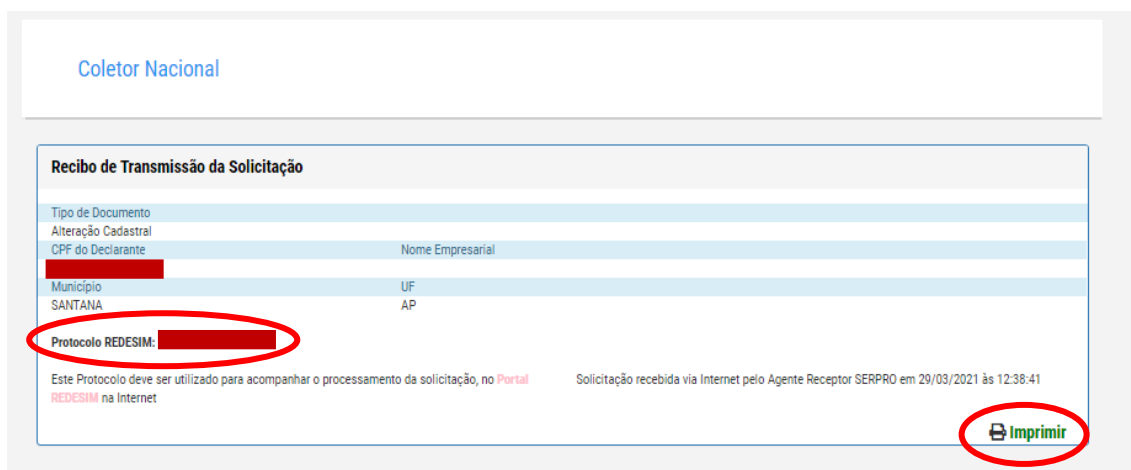 Coletor Nacional
Recibo de Transmissão da Solicitação
Tipo de Documento
Alteração Cadastral
CPF do Declarante Nome Empresarial
Município UF
SANTANA AP
Protocolo REDESIM:
Este Protocolo deve ser utilizado para acompanhar o processamento da solicitação, no Portal
REDESIM na Internet
Solicitação recebida via Internet pelo Agente Receptor SERPRO em 29/03/2021 às 12:38:41
Imprimir